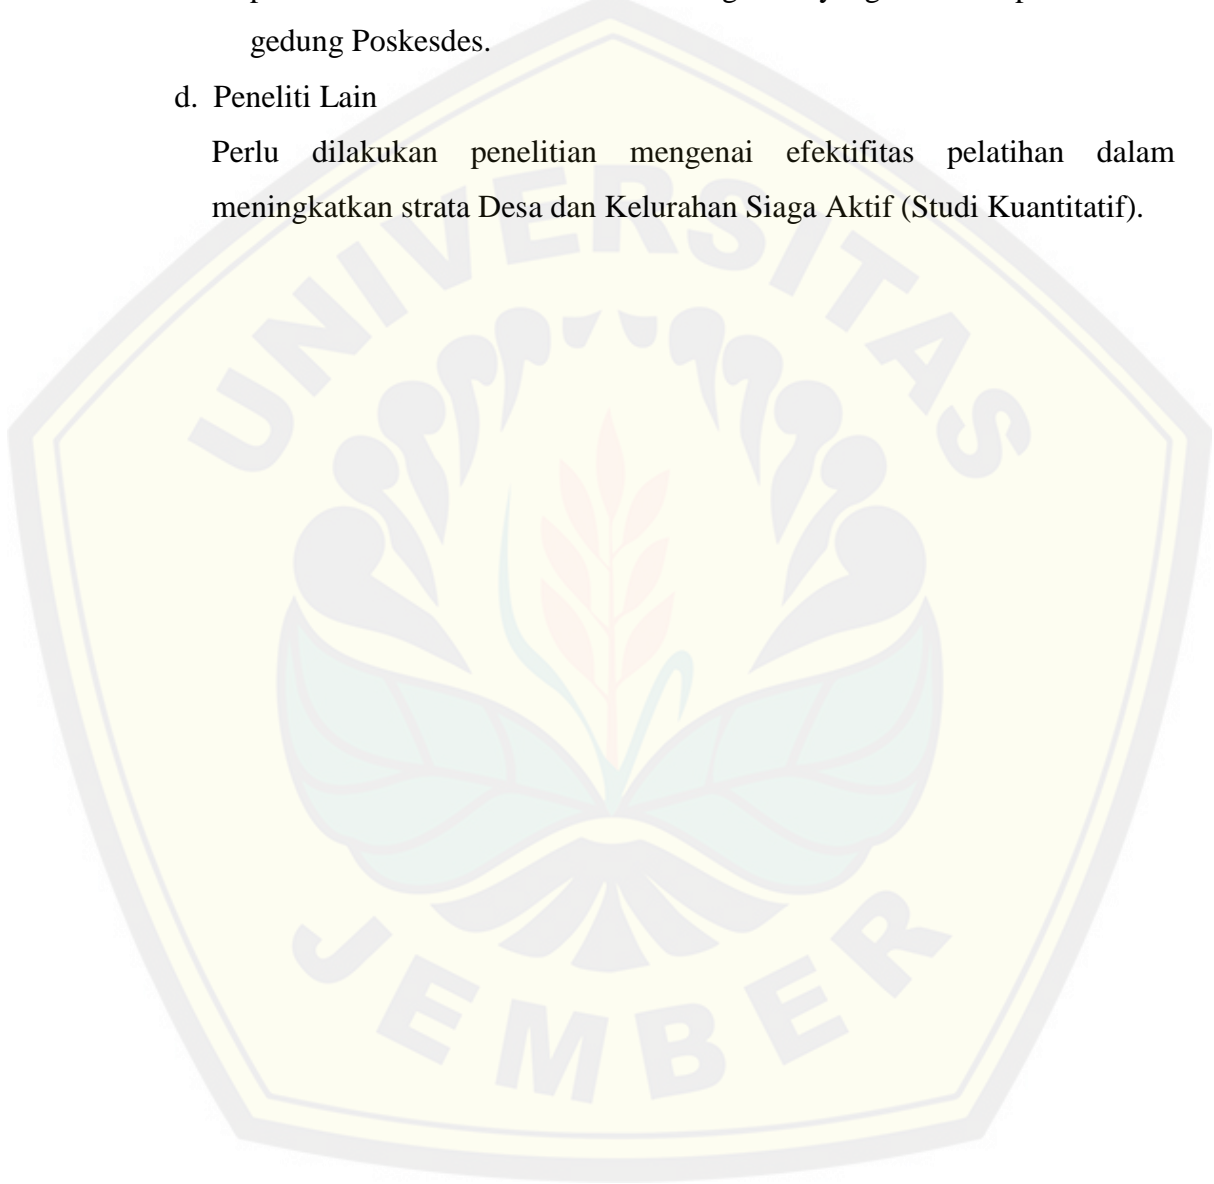 gedung Poskesdes.
d. Peneliti Lain
Perlu dilakukan penelitian mengenai efektifitas pelatihan dalam
meningkatkan strata Desa dan Kelurahan Siaga Aktif (Studi Kuantitatif).
UNIVERSITAS
JEMBER